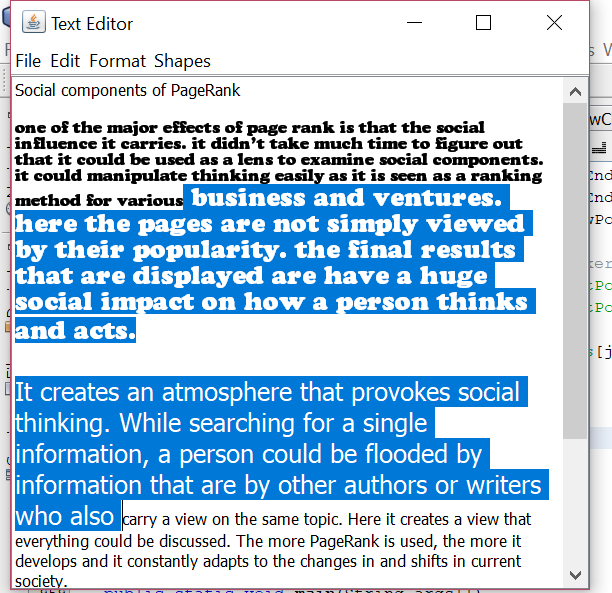 Text Editor
File Edit Format Shapes
Social components of PageRank
one of the major effects of page rank is that the social
influence it carries. it didn't take much time to figure out
that it could be used as a lens to examine social components.
it could manipulate thinking easily as it is seen as a ranking
method for various business and ventures.
here the pages are not simply viewed
by their popularity. the final results
that are displayed are have a huge
social impact on how a person thinks
and acts.
It creates an atmosphere that provokes social
thinking. While searching for a single
information, a person could be flooded by
information that are by other authors or writers
who also carry a view on the same topic. Here it creates a view that
everything could be discussed. The more PageRank is used, the more it
develops and it constantly adapts to the changes in and shifts in current
society.